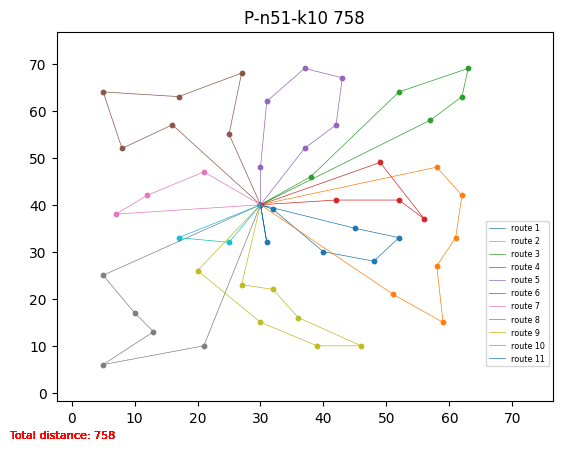 P-n51-k10 758
70
60
50
40
30
20
10
0
0 10 20 30 40 50 60 70
route 1
route 2
route 3
route 4
route 5
route 6
route 7
route 8
route 9
route 10
route 11
Total distance: 758